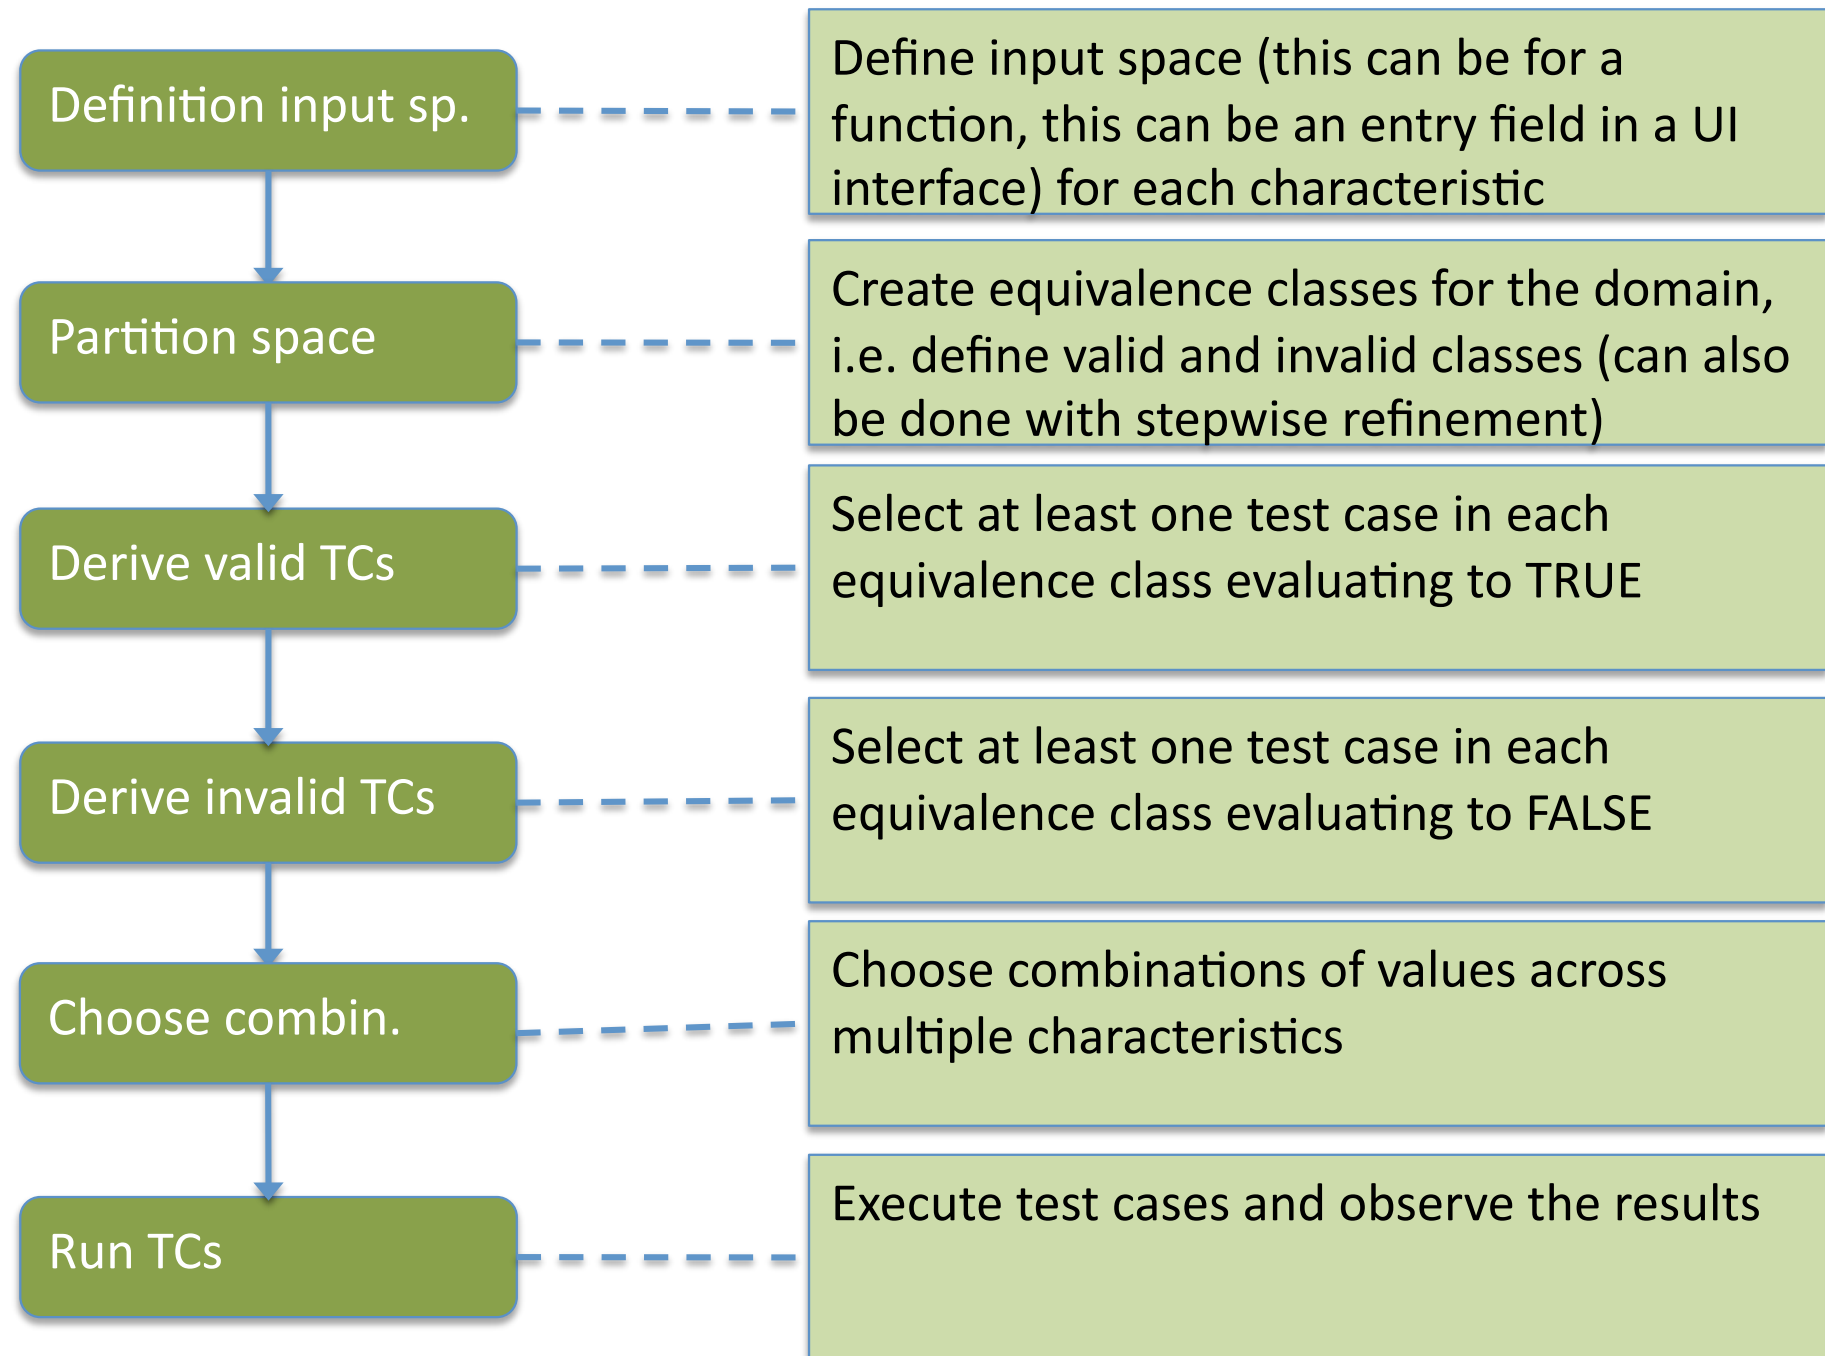 Definition input sp.
Define input space (this can be for a
function, this can be an entry field in a UI
interface) for each characteristic
Partition space
Create equivalence classes for the domain,
i.e. define valid and invalid classes (can also
be done with stepwise refinement)
Derive valid TCs
Select at least one test case in each
equivalence class evaluating to TRUE
Derive invalid TCs
Select at least one test case in each
equivalence class evaluating to FALSE
Choose combin.
Choose combinations of values across
multiple characteristics
Run TCs
Execute test cases and observe the results